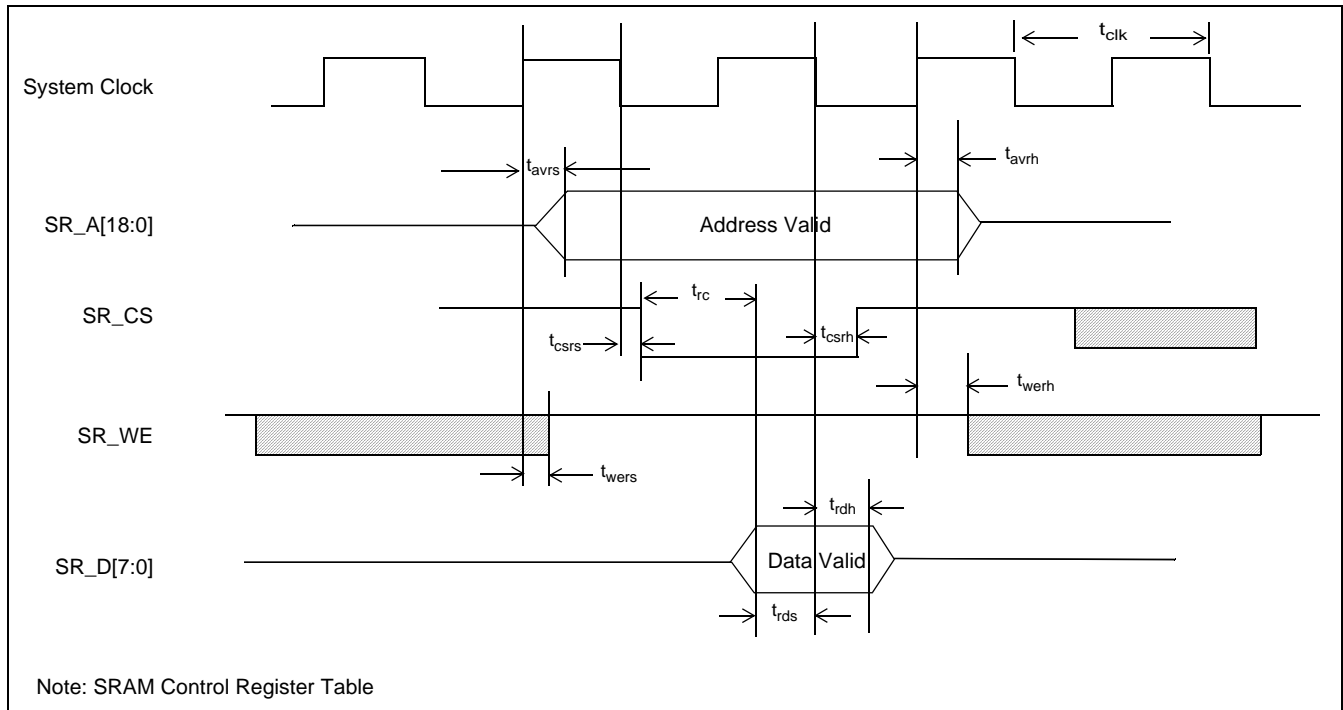 t_clk
System Clock
t_avrs
t_avrh
SR_A[18:0]
Address Valid
t_rc
SR_CS
t_csrs
t_csrh
t_werh
SR_WE
t_wers
t_rdh
SR_D[7:0]
Data Valid
t_rds
Note: SRAM Control Register Table